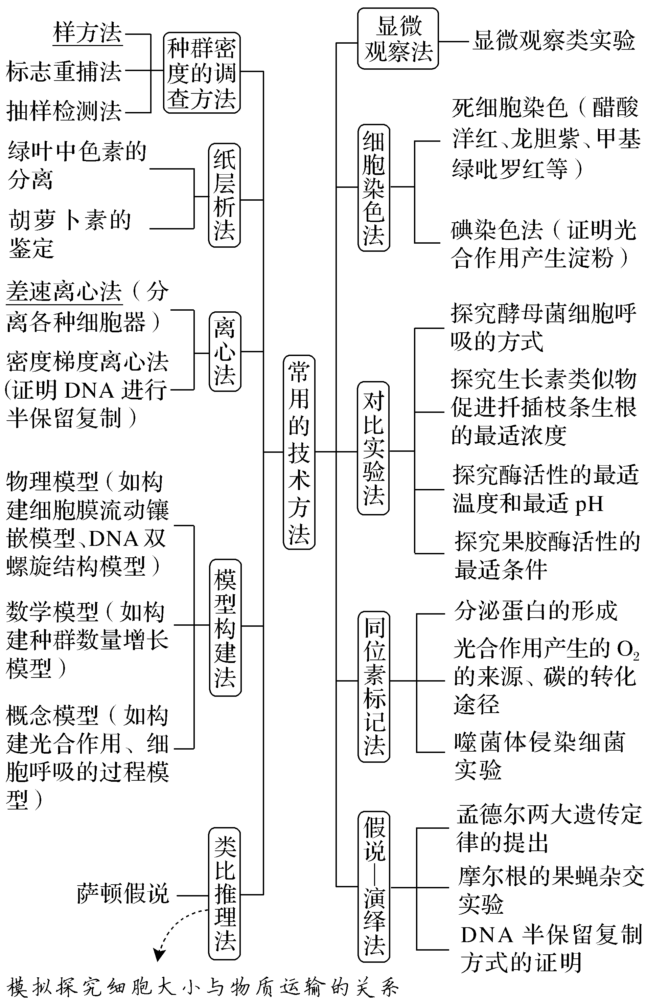 样方法
标志重捕法
抽样检测法
种群密
度的调
查方法
绿叶中色素的
分离
胡萝卜素的
鉴定
纸层析法
差速离心法（分
离各种细胞器）
密度梯度离心法
(证明 DNA 进行
半保留复制）
离心法
物理模型（如构
建细胞膜流动镶
嵌模型、DNA 双
螺旋结构模型）
数学模型（如构
建种群数量增长
模型）
概念模型（如构
建光合作用、细
胞呼吸的过程模
型）
模型构建法
萨顿假说
类比推理法
模拟探究细胞大小与物质运输的关系
常用的技术方法
显微
观察法
显微观察类实验
细胞染色法
死细胞染色（醋酸
洋红、龙胆紫、甲基
绿吡罗红等）
碘染色法（证明光
合作用产生淀粉）
对比实验法
探究酵母菌细胞呼
吸的方式
探究生长素类似物
促进扦插枝条生根
的最适浓度
探究酶活性的最适
温度和最适 pH
探究果胶酶活性的
最适条件
同位素标记法
分泌蛋白的形成
光合作用产生的 O₂
的来源、碳的转化
途径
噬菌体侵染细菌
实验
假说—演绎法
孟德尔两大遗传定
律的提出
摩尔根的果蝇杂交
实验
DNA 半保留复制
方式的证明